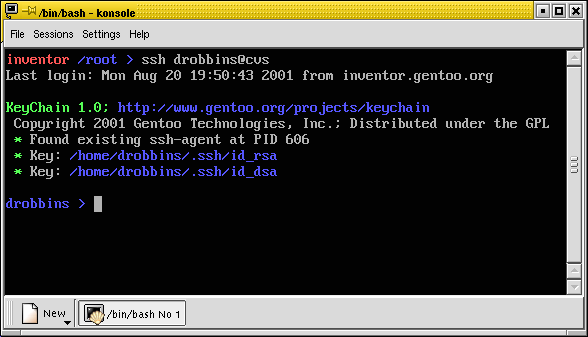 /bin/bash - konsole
File Sessions Settings Help
inventor /root > ssh drobbins@cvs
Last login: Mon Aug 20 19:50:43 2001 from inventor.gentoo.org
KeyChain 1.0; http://www.gentoo.org/projects/keychain
Copyright 2001 Gentoo Technologies, Inc.; Distributed under the GPL
* Found existing ssh-agent at PID 606
* Key: /home/drobbins/.ssh/id_rsa
* Key: /home/drobbins/.ssh/id_dsa
drobbins >
New /bin/bash No 1